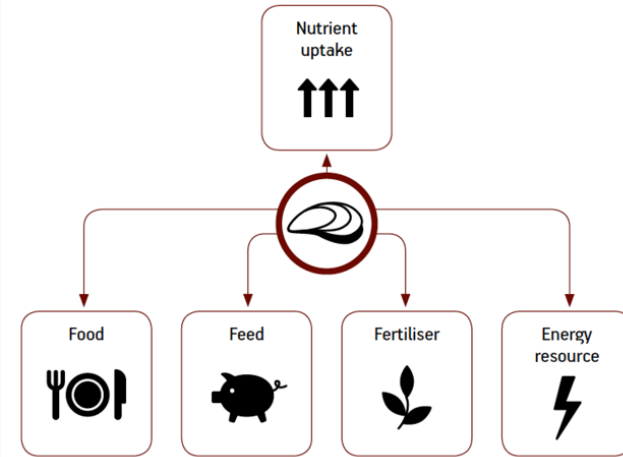 Nutrient
uptake
Food
Feed
Fertiliser
Energy
resource